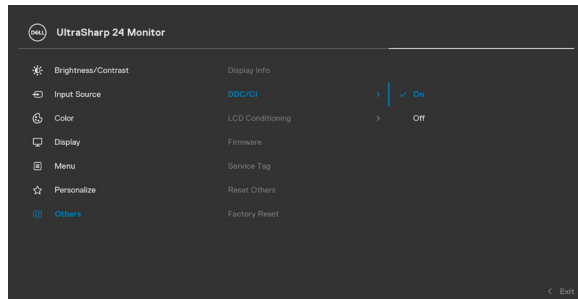 DELL UltraSharp 24 Monitor
Brightness/Contrast Display Info
Input Source DDC/CI > ✓ On
Color LCD Conditioning > Off
Display Firmware
Menu Service Tag
Personalize Reset Others
Others Factory Reset
< Exit